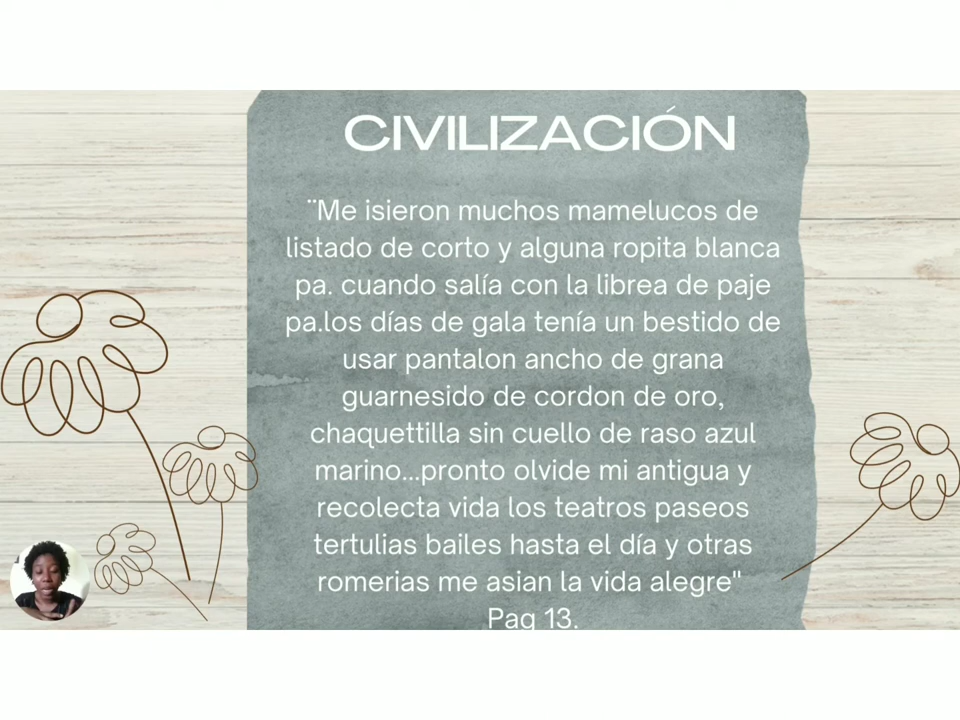 CIVILIZACIÓN
¨Me isieron muchos mamelucos de
listado de corto y alguna ropita blanca
pa. cuando salía con la librea de paje
pa.los días de gala tenía un bestido de
usar pantalon ancho de grana
guarnesido de cordon de oro,
chaquettilla sin cuello de raso azul
marino...pronto olvide mi antigua y
recolecta vida los teatros paseos
tertulias bailes hasta el día y otras
romerias me asian la vida alegre"
Pag 13.